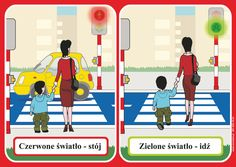 Czerwone światło - stój
Zielone światło - idź